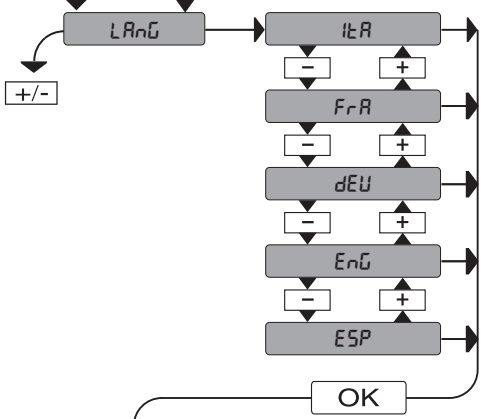 LAnG
ItA
+/-
- +
FrA
- +
dEU
- +
EnG
- +
ESP
OK